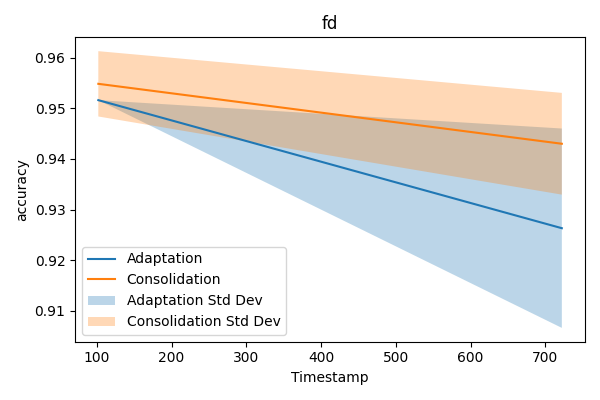 fd
0.96
0.95
0.94
0.93
0.92
0.91
accuracy
Adaptation
Consolidation
Adaptation Std Dev
Consolidation Std Dev
100 200 300 400 500 600 700
Timestamp